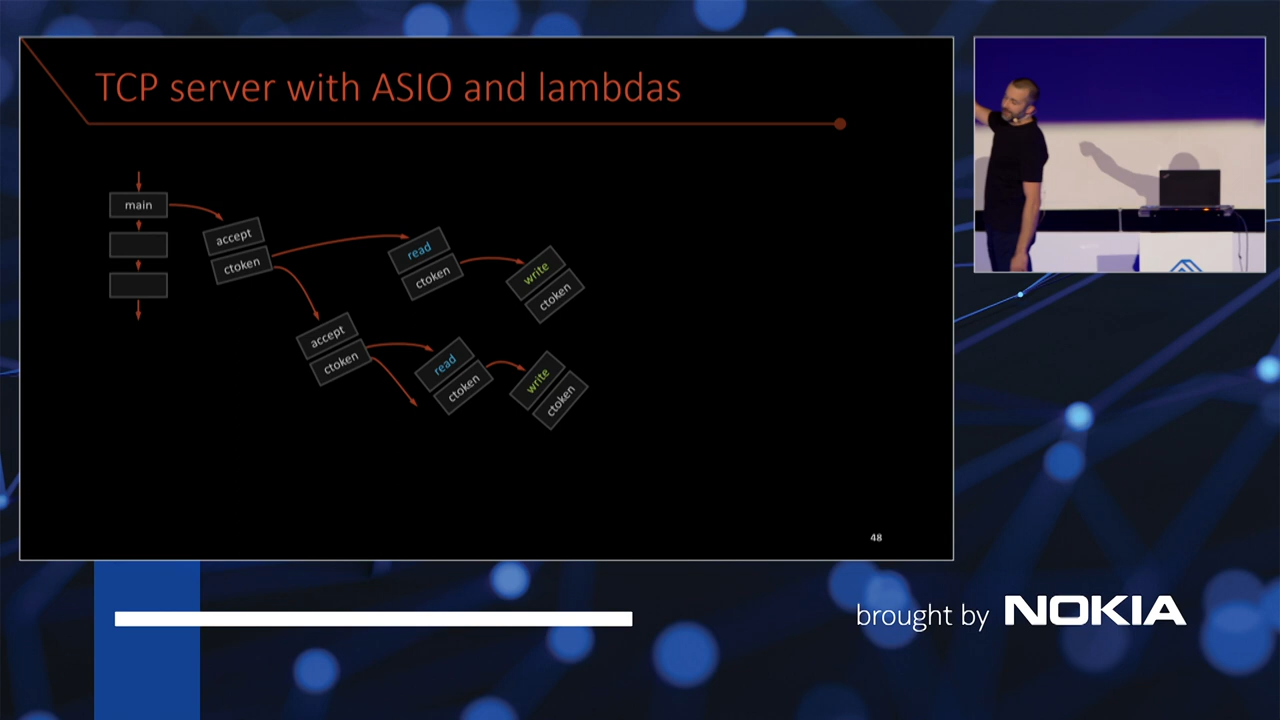 TCP server with ASIO and lambdas
main
accept
ctoken
read
ctoken
write
ctoken
accept
ctoken
read
ctoken
write
ctoken
48
brought by NOKIA